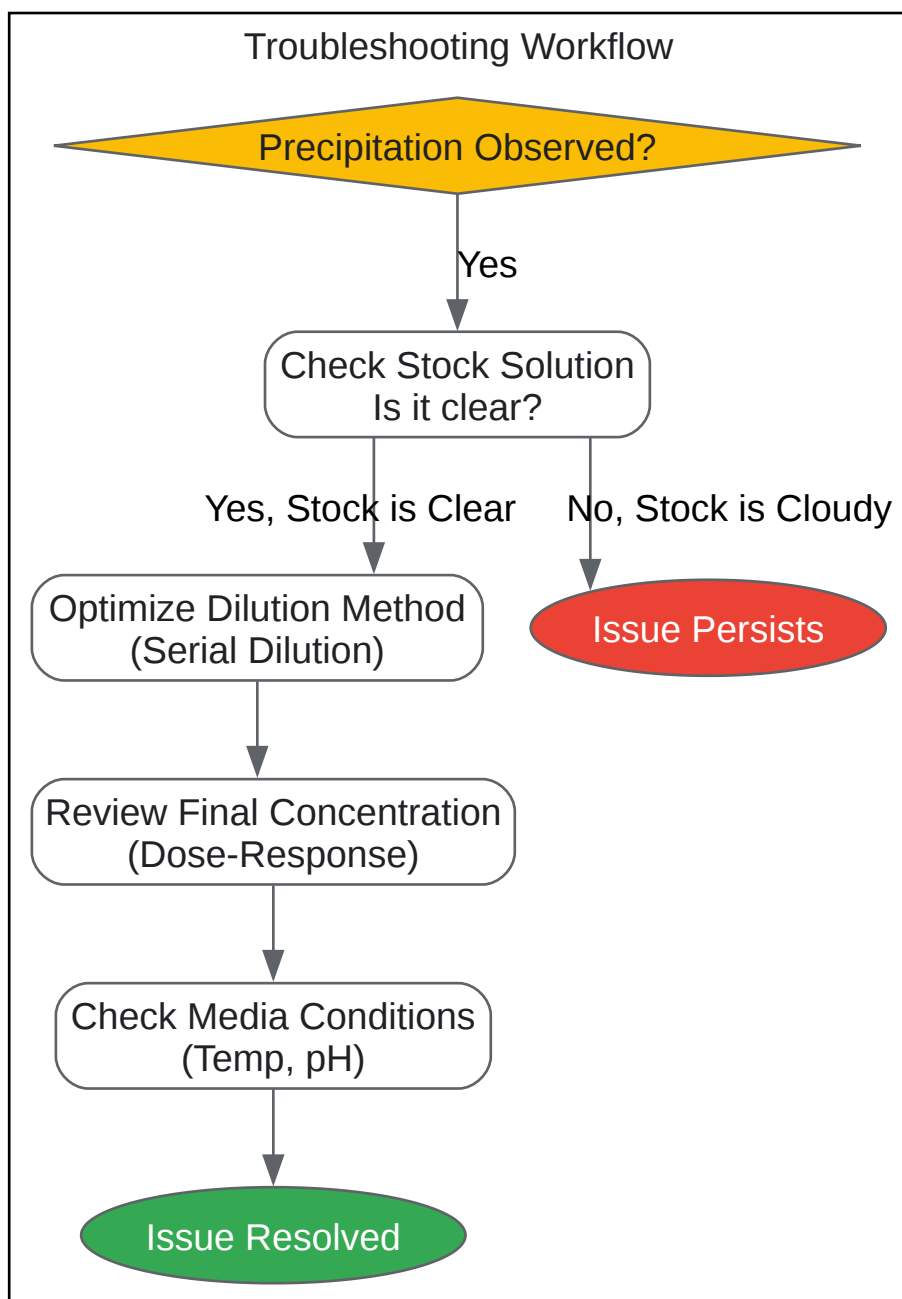 Troubleshooting Workflow
Precipitation Observed?
Yes
Check Stock Solution
Is it clear?
Yes, Stock is Clear
No, Stock is Cloudy
Optimize Dilution Method
(Serial Dilution)
Issue Persists
Review Final Concentration
(Dose-Response)
Check Media Conditions
(Temp, pH)
Issue Resolved